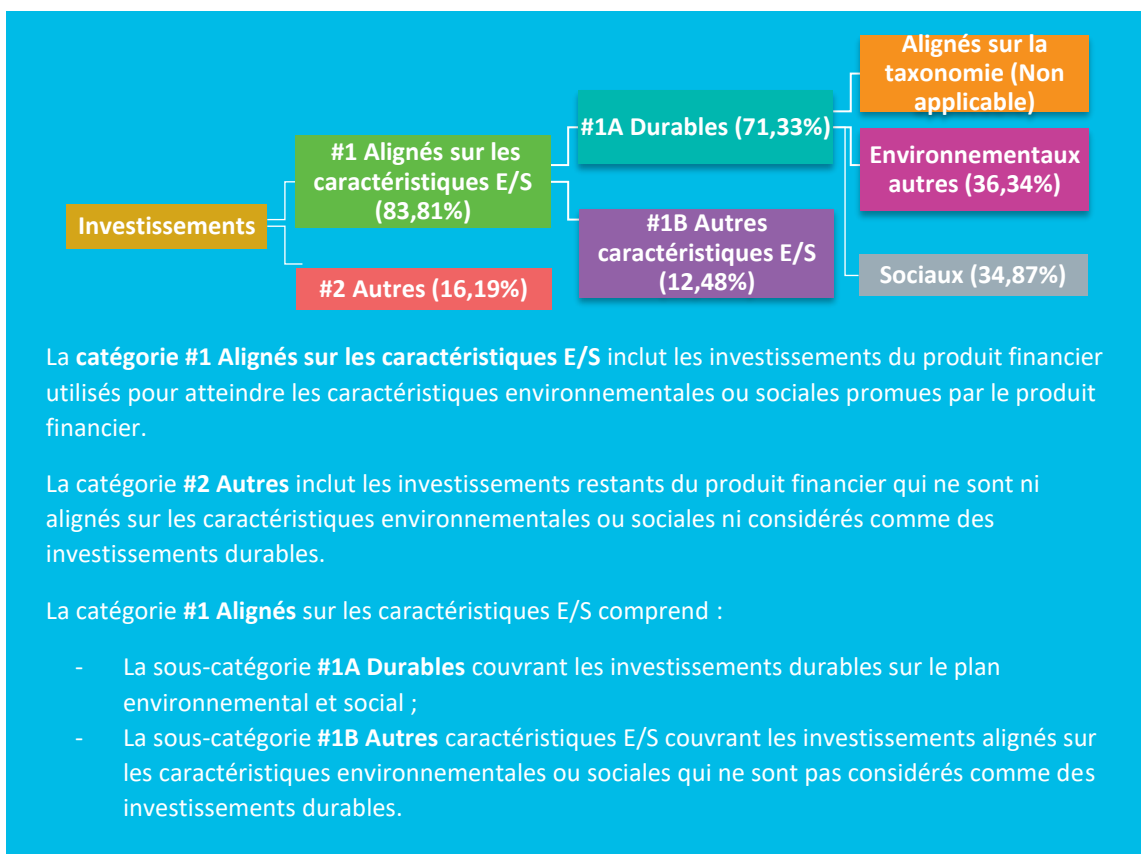 Alignés sur la
taxonomie (Non
applicable)
#1A Durables (71,33%)
#1 Alignés sur les
caractéristiques E/S
(83,81%)
Environnementaux
autres (36,34%)
Investissements
#1B Autres
caractéristiques E/S
(12,48%)
#2 Autres (16,19%)
Sociaux (34,87%)
La catégorie #1 Alignés sur les caractéristiques E/S inclut les investissements du produit financier
utilisés pour atteindre les caractéristiques environnementales ou sociales promues par le produit
financier.
La catégorie #2 Autres inclut les investissements restants du produit financier qui ne sont ni
alignés sur les caractéristiques environnementales ou sociales ni considérés comme des
investissements durables.
La catégorie #1 Alignés sur les caractéristiques E/S comprend :
- La sous-catégorie #1A Durables couvrant les investissements durables sur le plan
environnemental et social ;
- La sous-catégorie #1B Autres caractéristiques E/S couvrant les investissements alignés sur
les caractéristiques environnementales ou sociales qui ne sont pas considérés comme des
investissements durables.